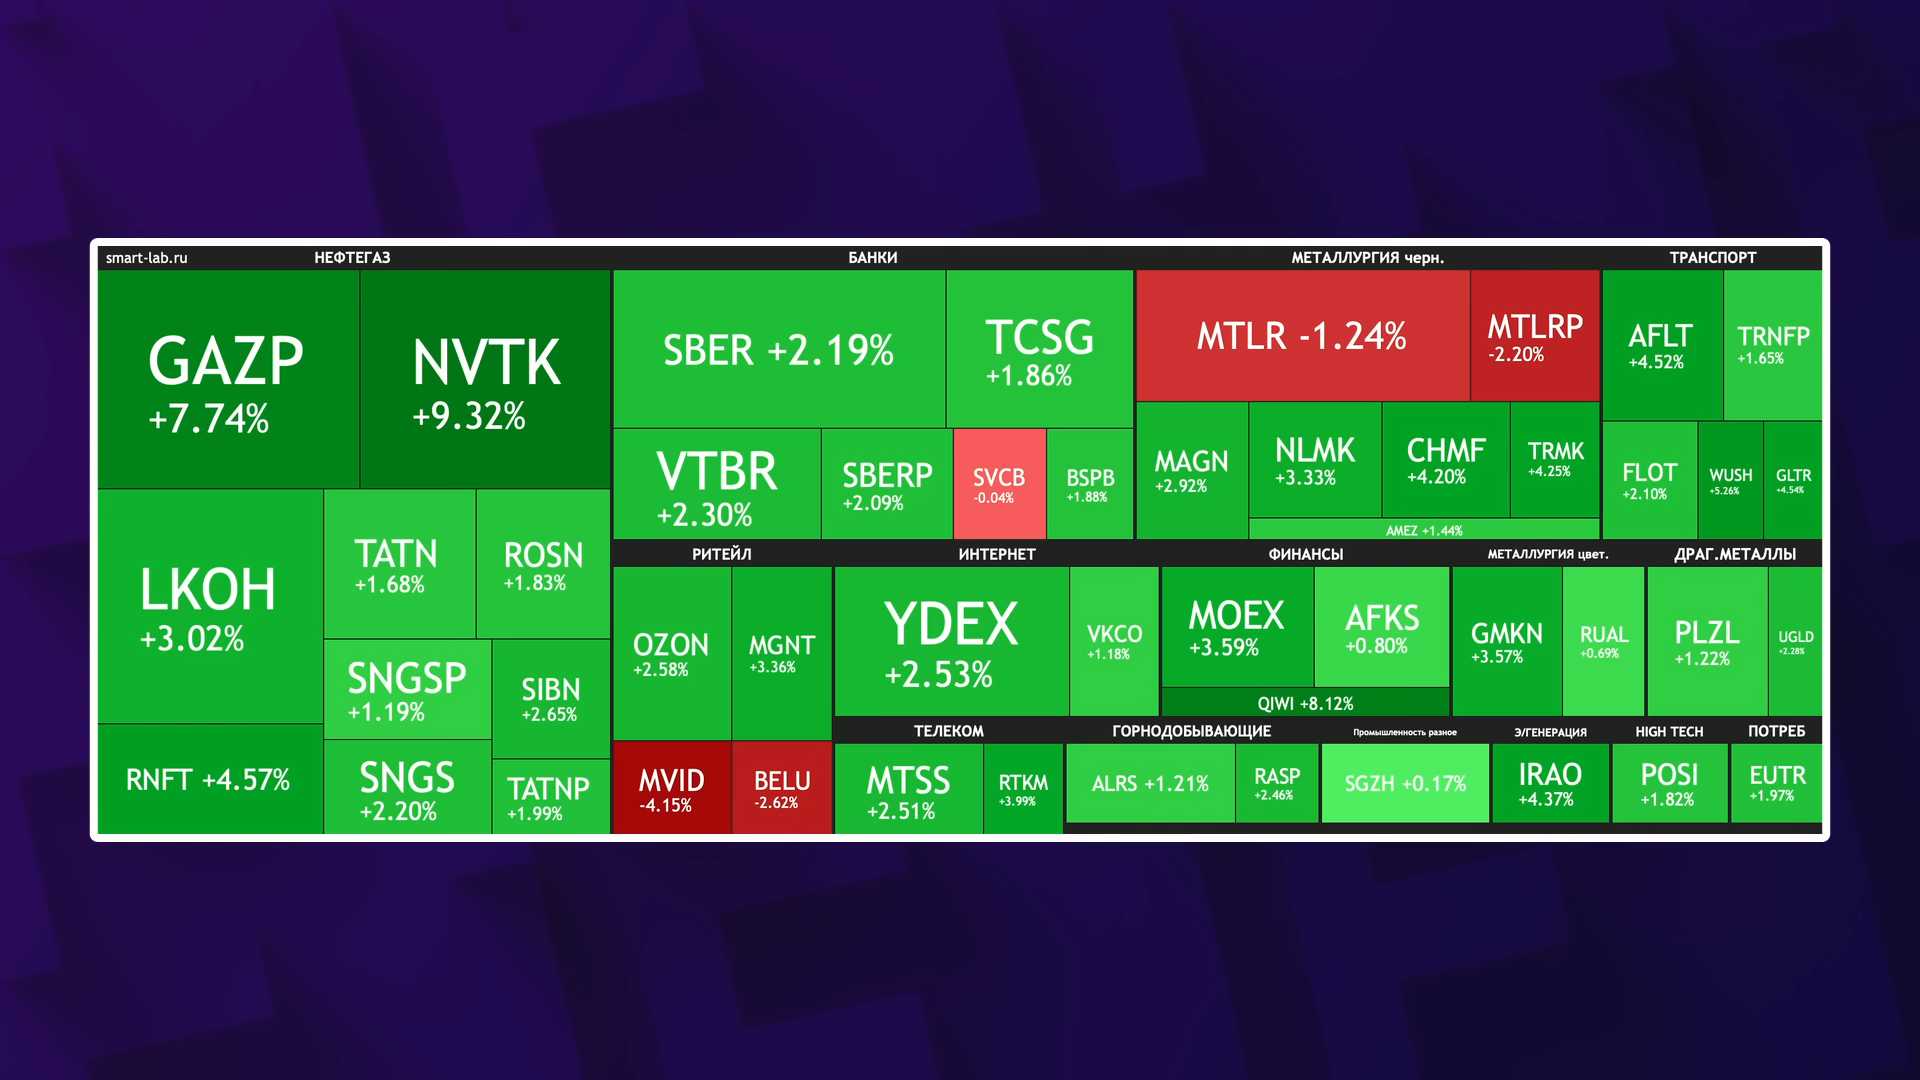 smart-lab.ru
НЕФТЕГАЗ
GAZP
+7.74%
NVTK
+9.32%
LKOH
+3.02%
TATN
+1.68%
ROSN
+1.83%
SNGSP
+1.19%
SIBN
+2.65%
RNFT +4.57%
SNGS
+2.20%
TATNP
+1.99%
БАНКИ
SBER +2.19%
TCSG
+1.86%
VTBR
+2.30%
SBERP
+2.09%
SVCB
-0.04%
BSPB
+1.88%
МЕТАЛЛУРГИЯ черн.
MTLR -1.24%
MTLRP
-2.20%
MAGN
+2.92%
NLMK
+3.33%
CHMF
+4.20%
TRMK
+4.25%
AMEZ +1.44%
ТРАНСПОРТ
AFLT
+4.52%
TRNFP
+1.65%
FLOT
+2.10%
WUSH
+5.26%
GLTR
+4.54%
РИТЕЙЛ
OZON
+2.58%
MGNT
+3.36%
MVID
-4.15%
BELU
-2.62%
ИНТЕРНЕТ
YDEX
+2.53%
VKCO
+1.18%
ФИНАНСЫ
MOEX
+3.59%
AFKS
+0.80%
QIWI +8.12%
МЕТАЛЛУРГИЯ цвет.
GMKN
+3.57%
RUAL
+0.69%
ДРАГ.МЕТАЛЛЫ
PLZL
+1.22%
UGLD
+2.28%
ТЕЛЕКОМ
MTSS
+2.51%
RTKM
+3.99%
ГОРНОДОБЫВАЮЩИЕ
ALRS +1.21%
RASP
+2.46%
Промышленность разное
SGZH +0.17%
Э/ГЕНЕРАЦИЯ
IRAO
+4.37%
HIGH TECH
POSI
+1.82%
ПОТРЕБ
EUTR
+1.97%